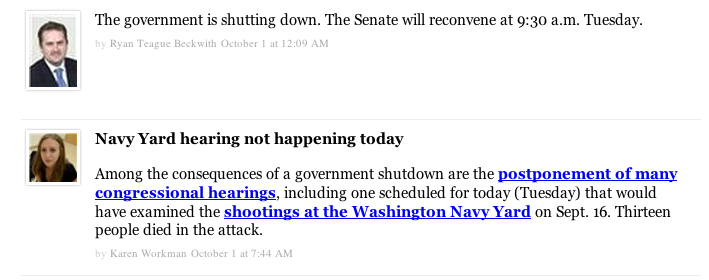 The government is shutting down. The Senate will reconvene at 9:30 a.m. Tuesday.
by Ryan Teague Beckwith October 1 at 12:09 AM
Navy Yard hearing not happening today
Among the consequences of a government shutdown are the postponement of many
congressional hearings, including one scheduled for today (Tuesday) that would
have examined the shootings at the Washington Navy Yard on Sept. 16. Thirteen
people died in the attack.
by Karen Workman October 1 at 7:44 AM